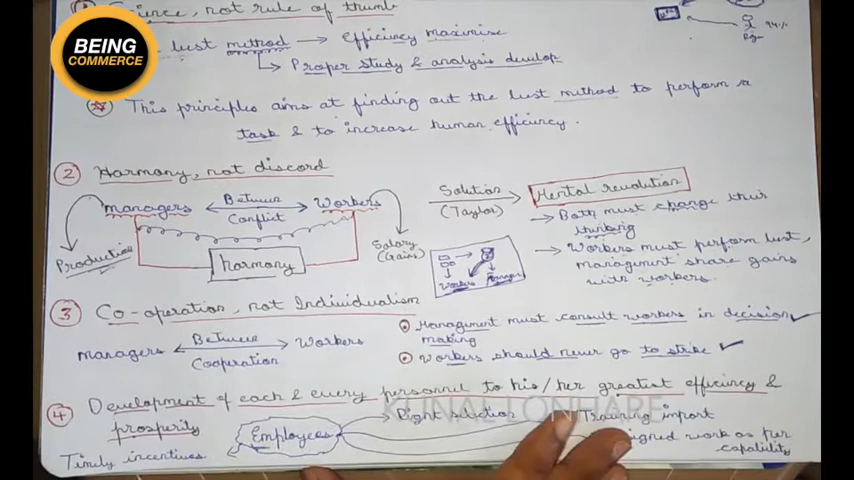 BEING
COMMERCE
Science, not rule of thumb
best method → Efficiency maximise
→ Proper study & analysis develop
This principles aims at finding out the best method to perform a
task & to increase human efficiency.
2 Harmony, not discord
managers Between Workers
Conflict
Production
harmony
Salary
(Gains)
Solution
(Taylor)
Mental revolution
→ Both must change their
thinking
→ Workers must perform best,
management share gains
with workers.
Workers Managers
3 Co-operation, not Individualism
managers Between Workers
Cooperation
Management must consult workers in decision
making
Workers should never go to strike
4 Development of each & every personnel to his/her greatest efficiency &
prosperity
KUNAL LONHARE
Employees
Right selection
Training import
signed work as per
capability
Timely incentives